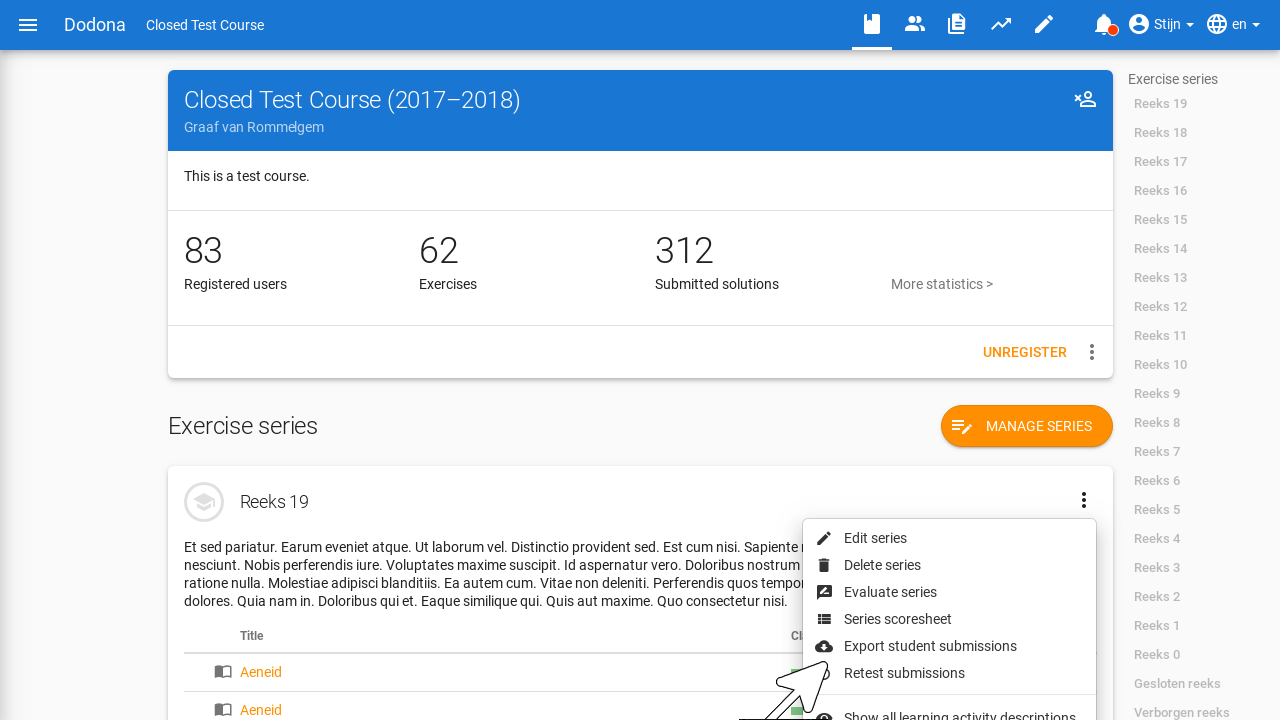 Dodona
Closed Test Course
Stijn
en
Closed Test Course (2017–2018)
Graaf van Rommelgem
This is a test course.
83
Registered users
62
Exercises
312
Submitted solutions
More statistics >
UNREGISTER
Exercise series
MANAGE SERIES
Reeks 19
Et sed pariatur. Earum eveniet atque. Ut laborum vel. Distinctio provident sed. Est cum nisi. Sapiente
nesciunt. Nobis perferendis iure. Voluptates maxime suscipit. Id aspernatur vero. Doloribus nostrum
ratione nulla. Molestiae adipisci blanditiis. Ea autem cum. Vitae non deleniti. Perferendis quos
dolores. Quia nam in. Doloribus qui et. Eaque similique qui. Quis aut maxime. Quo consectetur nisi.
Title
Aeneid
Aeneid
Edit series
Delete series
Evaluate series
Series scoresheet
Export student submissions
Retest submissions
Show all learning activity descriptions
Exercise series
Reeks 19
Reeks 18
Reeks 17
Reeks 16
Reeks 15
Reeks 14
Reeks 13
Reeks 12
Reeks 11
Reeks 10
Reeks 9
Reeks 8
Reeks 7
Reeks 6
Reeks 5
Reeks 4
Reeks 3
Reeks 2
Reeks 1
Reeks 0
Gesloten reeks
Verborgen reeks